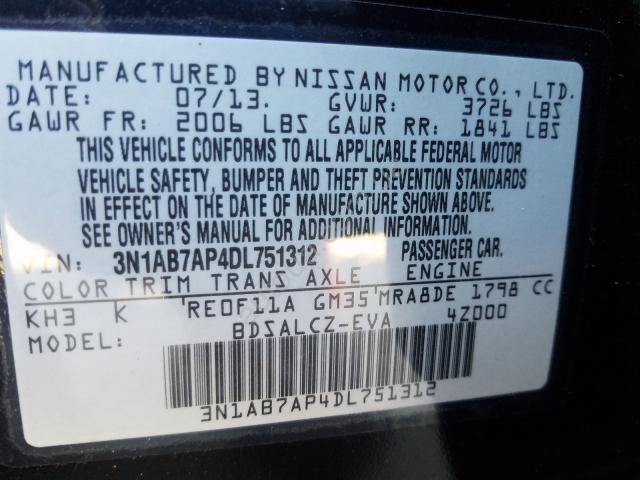 MANUFACTURED BY NISSAN MOTOR CO., LTD.
DATE: 07/13. GVWR: 3726 LBS
GAWR FR: 2006 LBS GAWR RR: 1841 LBS
THIS VEHICLE CONFORMS TO ALL APPLICABLE FEDERAL MOTOR
VEHICLE SAFETY, BUMPER AND THEFT PREVENTION STANDARDS
IN EFFECT ON THE DATE OF MANUFACTURE SHOWN ABOVE.
SEE OWNER'S MANUAL FOR ADDITIONAL INFORMATION.
VIN: 3N1AB7AP4DL751312 PASSENGER CAR.
COLOR TRIM TRANS AXLE ENGINE
KH3 K 'RE0F11A GM35'MRA8DE 1798 CC
MODEL: BDSALCZ-EVA 4Z000
3N1AB7AP4DL751312